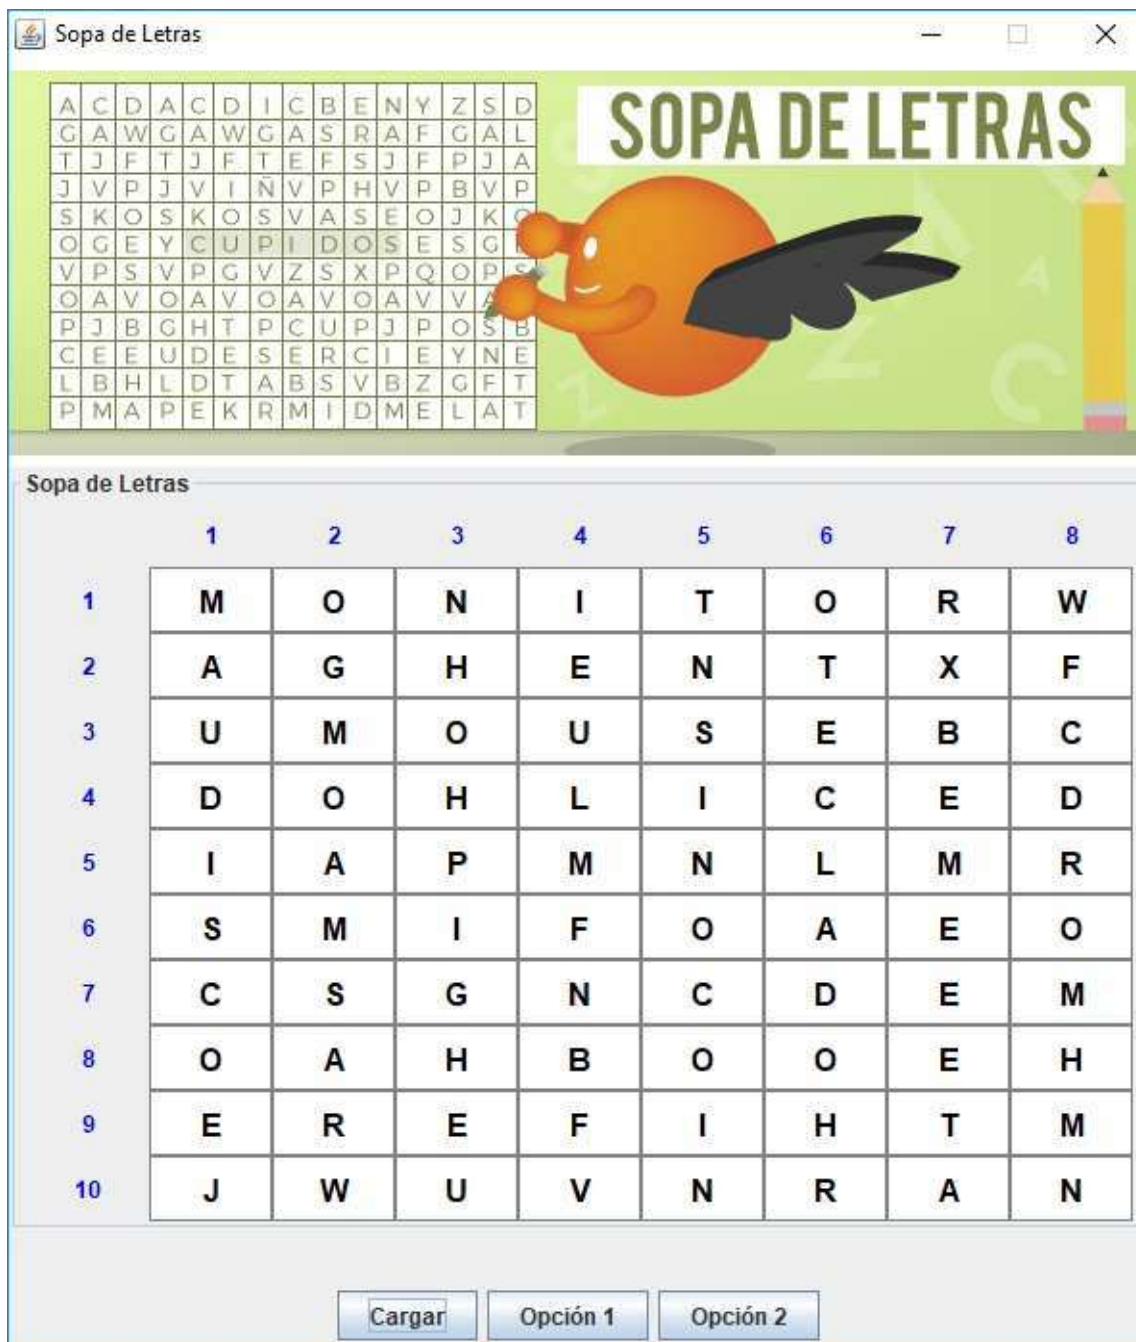 Sopa de Letras
A C D A C D I C B E N Y Z S D
G A W G A W G A S R A F G A L
T J F T J F T E F S J F P J A
J V P J V I Ñ V P H V P B V P
S K O S K O S V A S E O J K
O G E Y C U P I D O S E S G
V P S V P G V Z S X P Q O P S
O A V O A V O A V O A V V A
P J B G H T P C U P J P O S B
C E E U D E S E R C I E Y N E
L B H L D T A B S V B Z G F T
P M A P E K R M I D M E L A T
SOPA DE LETRAS
Sopa de Letras
1 2 3 4 5 6 7 8
1 M O N I T O R W
2 A G H E N T X F
3 U M O U S E B C
4 D O H L I C E D
5 I A P M N L M R
6 S M I F O A E O
7 C S G N C D E M
8 O A H B O O E H
9 E R E F I H T M
10 J W U V N R A N
Cargar Opción 1 Opción 2